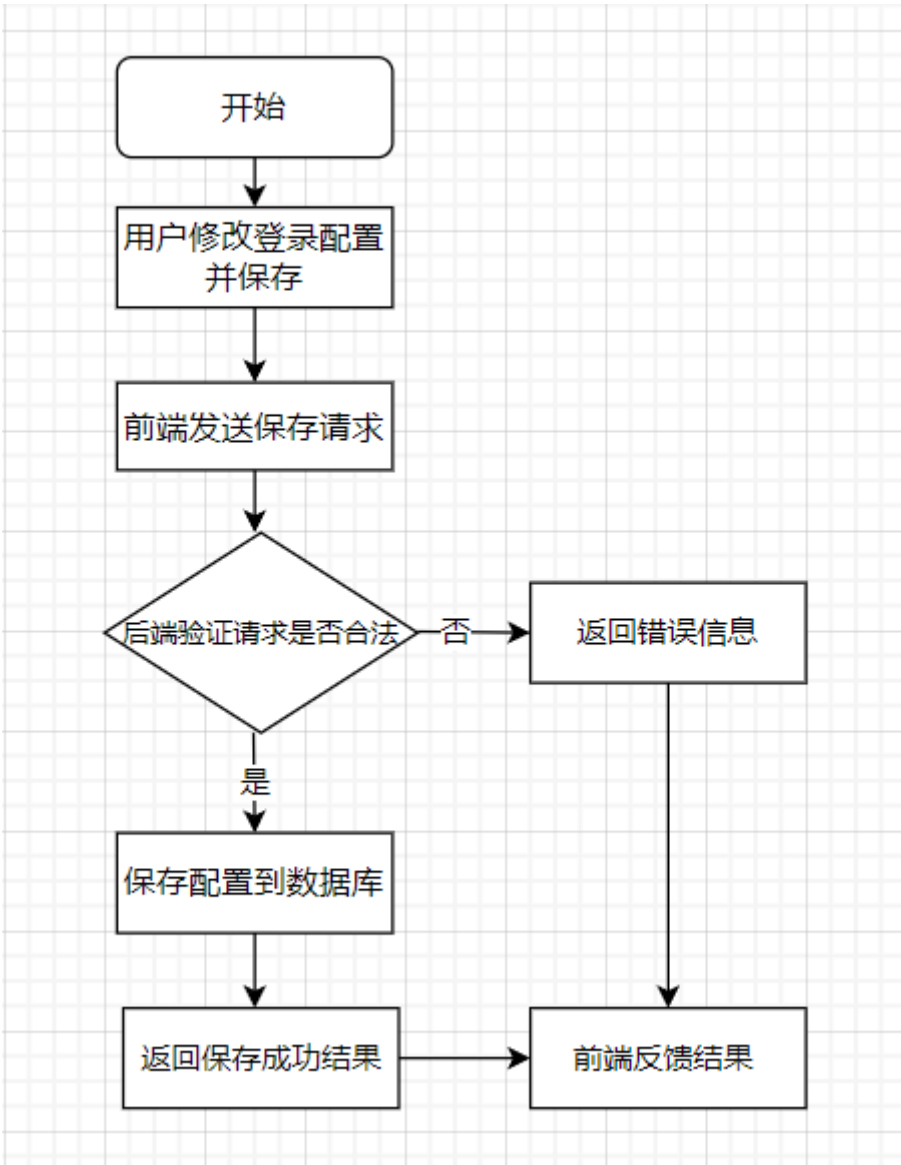 开始
用户修改登录配置
并保存
前端发送保存请求
后端验证请求是否合法
否
返回错误信息
是
保存配置到数据库
返回保存成功结果
前端反馈结果